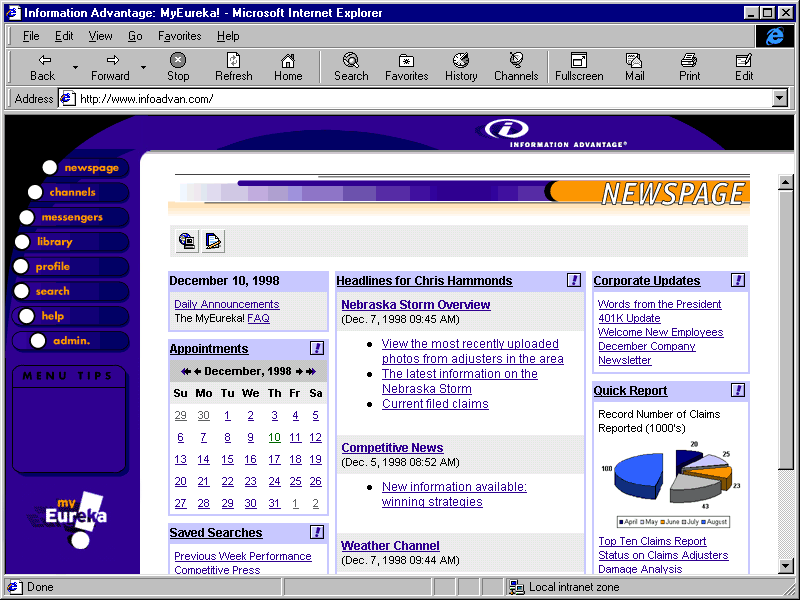 Information Advantage: MyEureka! - Microsoft Internet Explorer
File Edit View Go Favorites Help
Back Forward Stop Refresh Home Search Favorites History Channels Fullscreen Mail Print Edit
Address http://www.infoadvan.com/
INFORMATION ADVANTAGE®
newspage
channels
messengers
library
profile
search
help
admin.
MENU TIPS
my
Eureka
NEWSPAGE
December 10, 1998
Daily Announcements
The MyEureka! FAQ
Appointments
December, 1998
Su Mo Tu We Th Fr Sa
29 30 1 2 3 4 5
6 7 8 9 10 11 12
13 14 15 16 17 18 19
20 21 22 23 24 25 26
27 28 29 30 31 1 2
Saved Searches
Previous Week Performance
Competitive Press
Headlines for Chris Hammonds
Nebraska Storm Overview
(Dec. 7, 1998 09:45 AM)
• View the most recently uploaded
photos from adjusters in the area
• The latest information on the
Nebraska Storm
• Current filed claims
Competitive News
(Dec. 5, 1998 08:52 AM)
• New information available:
winning strategies
Weather Channel
(Dec. 7, 1998 09:44 AM)
Corporate Updates
Words from the President
401K Update
Welcome New Employees
December Company
Newsletter
Quick Report
Record Number of Claims
Reported (1000's)
20
25
100
23
43
April May June July August
Top Ten Claims Report
Status on Claims Adjusters
Damage Analysis
Done
Local intranet zone